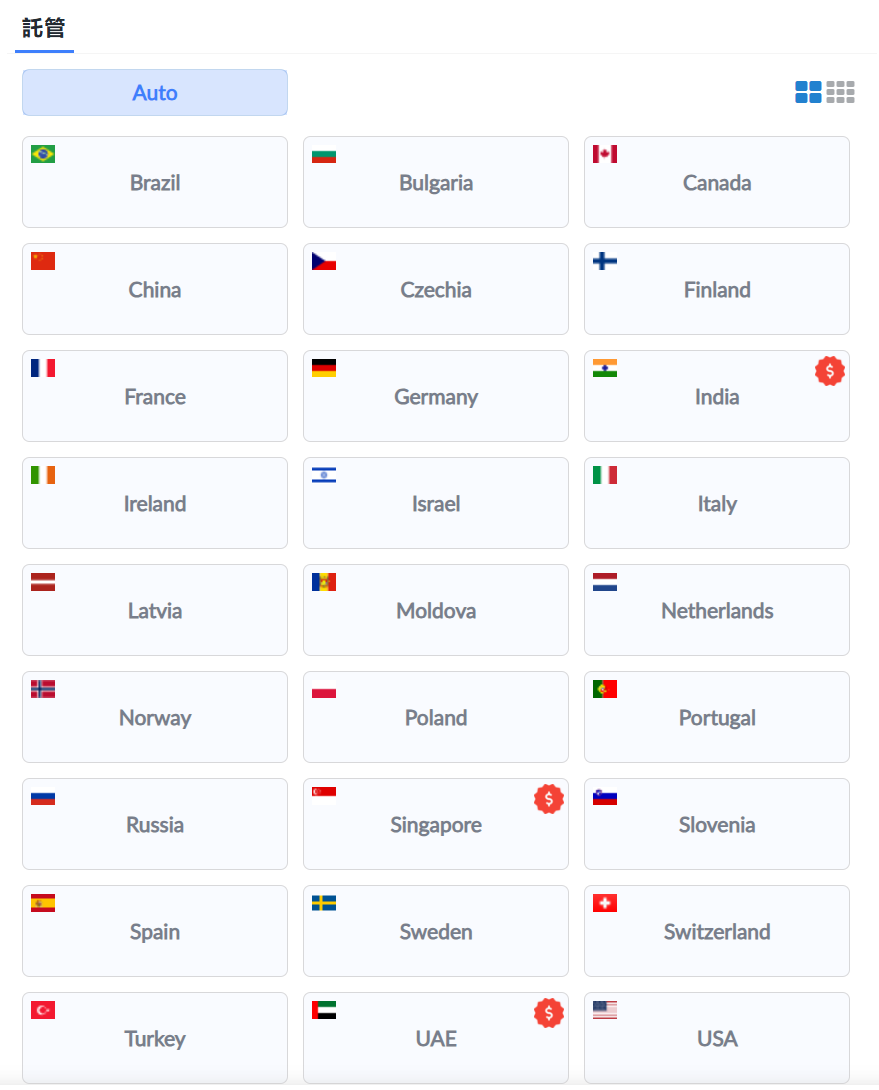 託管
Auto
Brazil
Bulgaria
Canada
China
Czechia
Finland
France
Germany
India
$
Ireland
Israel
Italy
Latvia
Moldova
Netherlands
Norway
Poland
Portugal
Russia
Singapore
$
Slovenia
Spain
Sweden
Switzerland
Turkey
UAE
$
USA